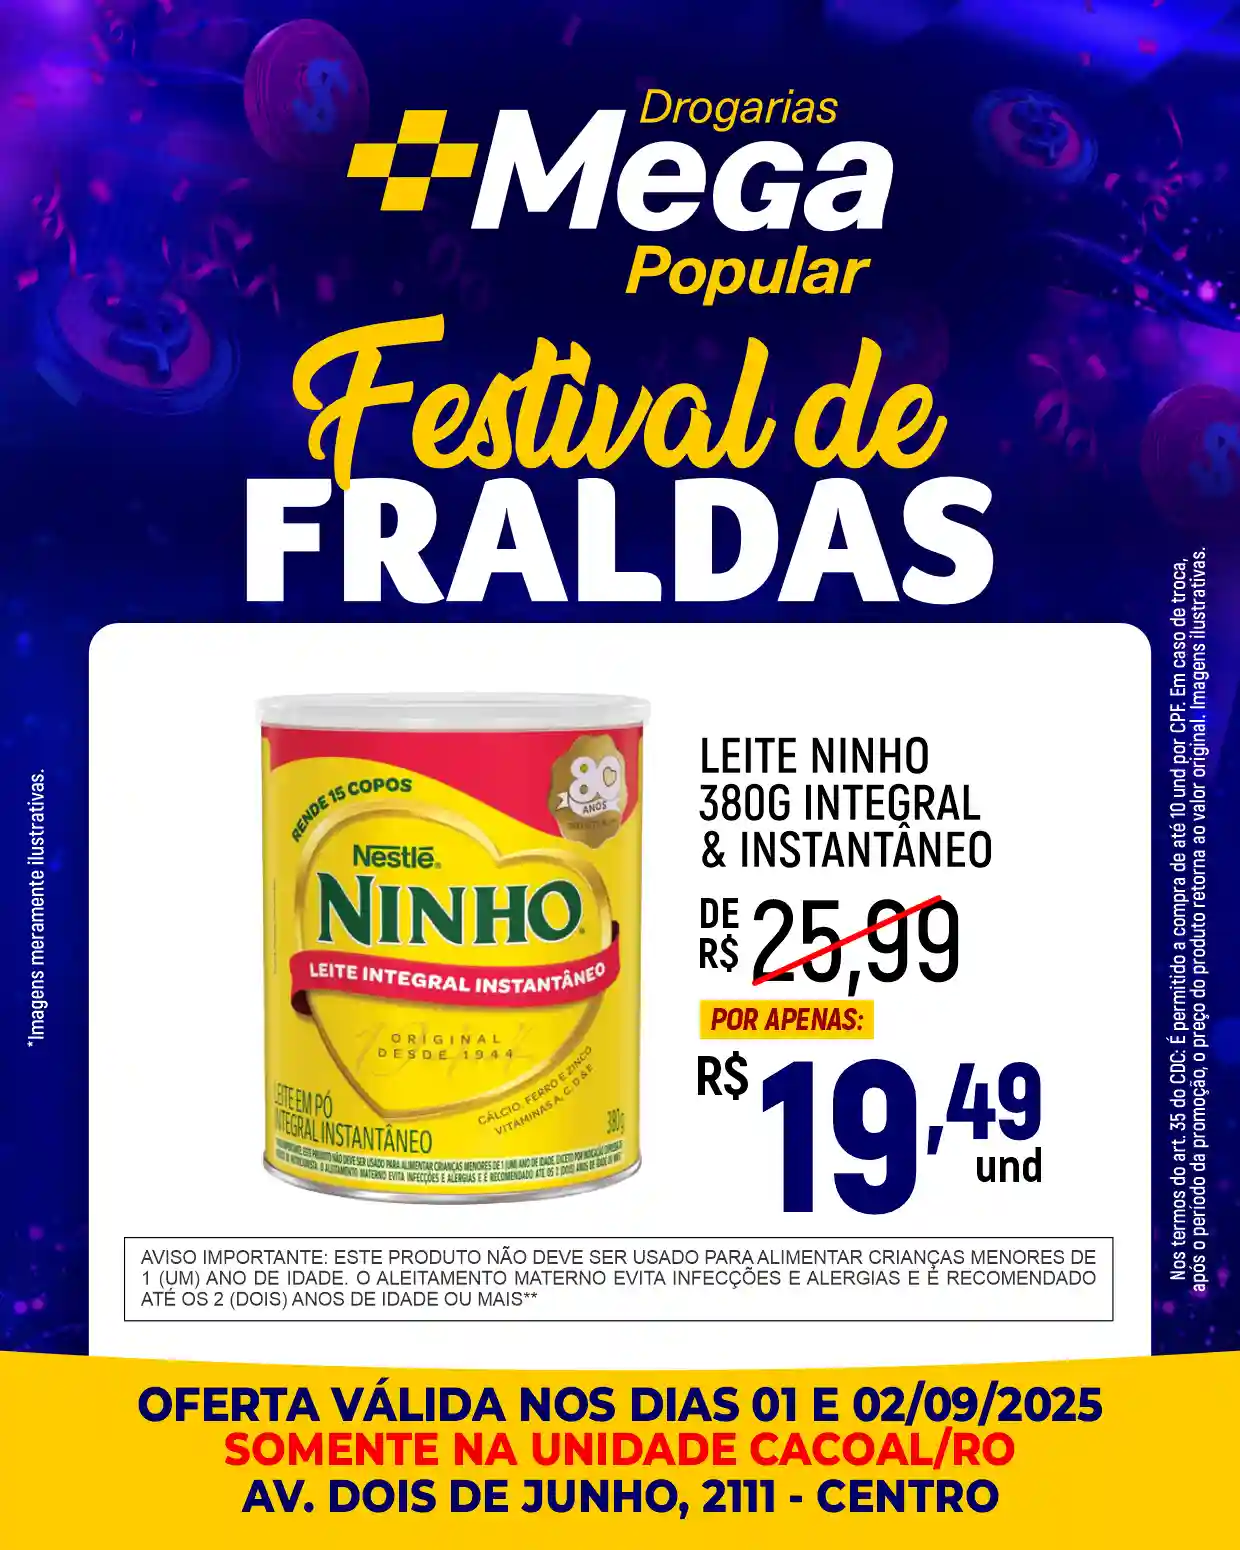 Drogarias
Mega
Popular
Festival de
FRALDAS
RENDE 15 COPOS
80
ANOS
Nestlé
NINHO
LEITE INTEGRAL INSTANTÂNEO
ORIGINAL
DESDE 1944
CÁLCIO, FERRO E ZINCO
VITAMINAS A, C, D & E
LEITE EM PÓ
INTEGRAL INSTANTÂNEO
380g
LEITE NINHO
380G INTEGRAL
& INSTANTÂNEO
DE
R$ 25,99
POR APENAS:
R$ 19,49
und
AVISO IMPORTANTE: ESTE PRODUTO NÃO DEVE SER USADO PARA ALIMENTAR CRIANÇAS MENORES DE
1 (UM) ANO DE IDADE. O ALEITAMENTO MATERNO EVITA INFECÇÕES E ALERGIAS E É RECOMENDADO
ATÉ OS 2 (DOIS) ANOS DE IDADE OU MAIS**
*Imagens meramente ilustrativas.
Nos termos do art. 35 do CDC: É permitido a compra de até 10 und por CPF. Em caso de troca,
após o período da promoção, o preço do produto retorna ao valor original. Imagens ilustrativas.
OFERTA VÁLIDA NOS DIAS 01 E 02/09/2025
SOMENTE NA UNIDADE CACOAL/RO
AV. DOIS DE JUNHO, 2111 - CENTRO